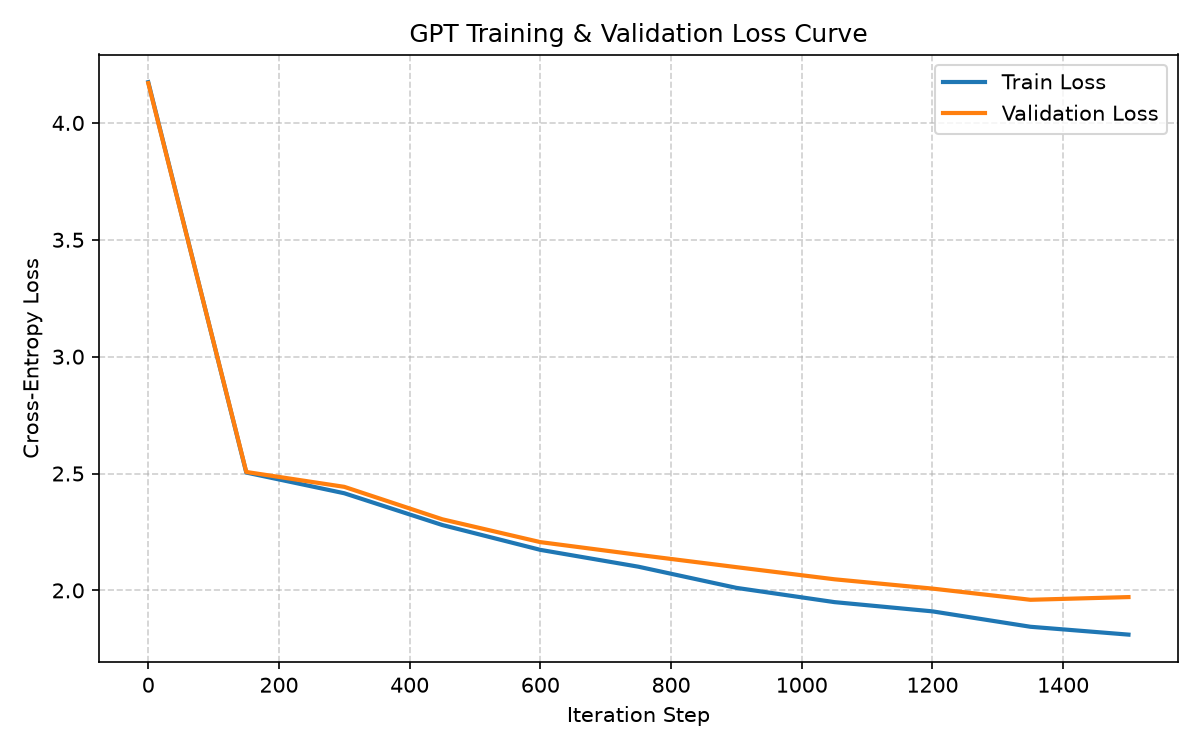 GPT Training & Validation Loss Curve
Train Loss
Validation Loss
4.0
3.5
3.0
2.5
2.0
Cross-Entropy Loss
0 200 400 600 800 1000 1200 1400
Iteration Step